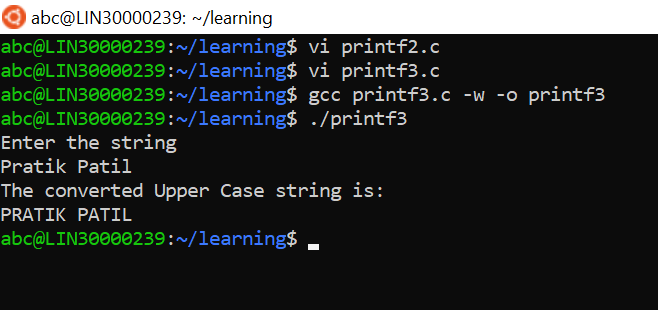 abc@LIN30000239: ~/learning
abc@LIN30000239:~/learning$ vi printf2.c
abc@LIN30000239:~/learning$ vi printf3.c
abc@LIN30000239:~/learning$ gcc printf3.c -w -o printf3
abc@LIN30000239:~/learning$ ./printf3
Enter the string
Pratik Patil
The converted Upper Case string is:
PRATIK PATIL
abc@LIN30000239:~/learning$